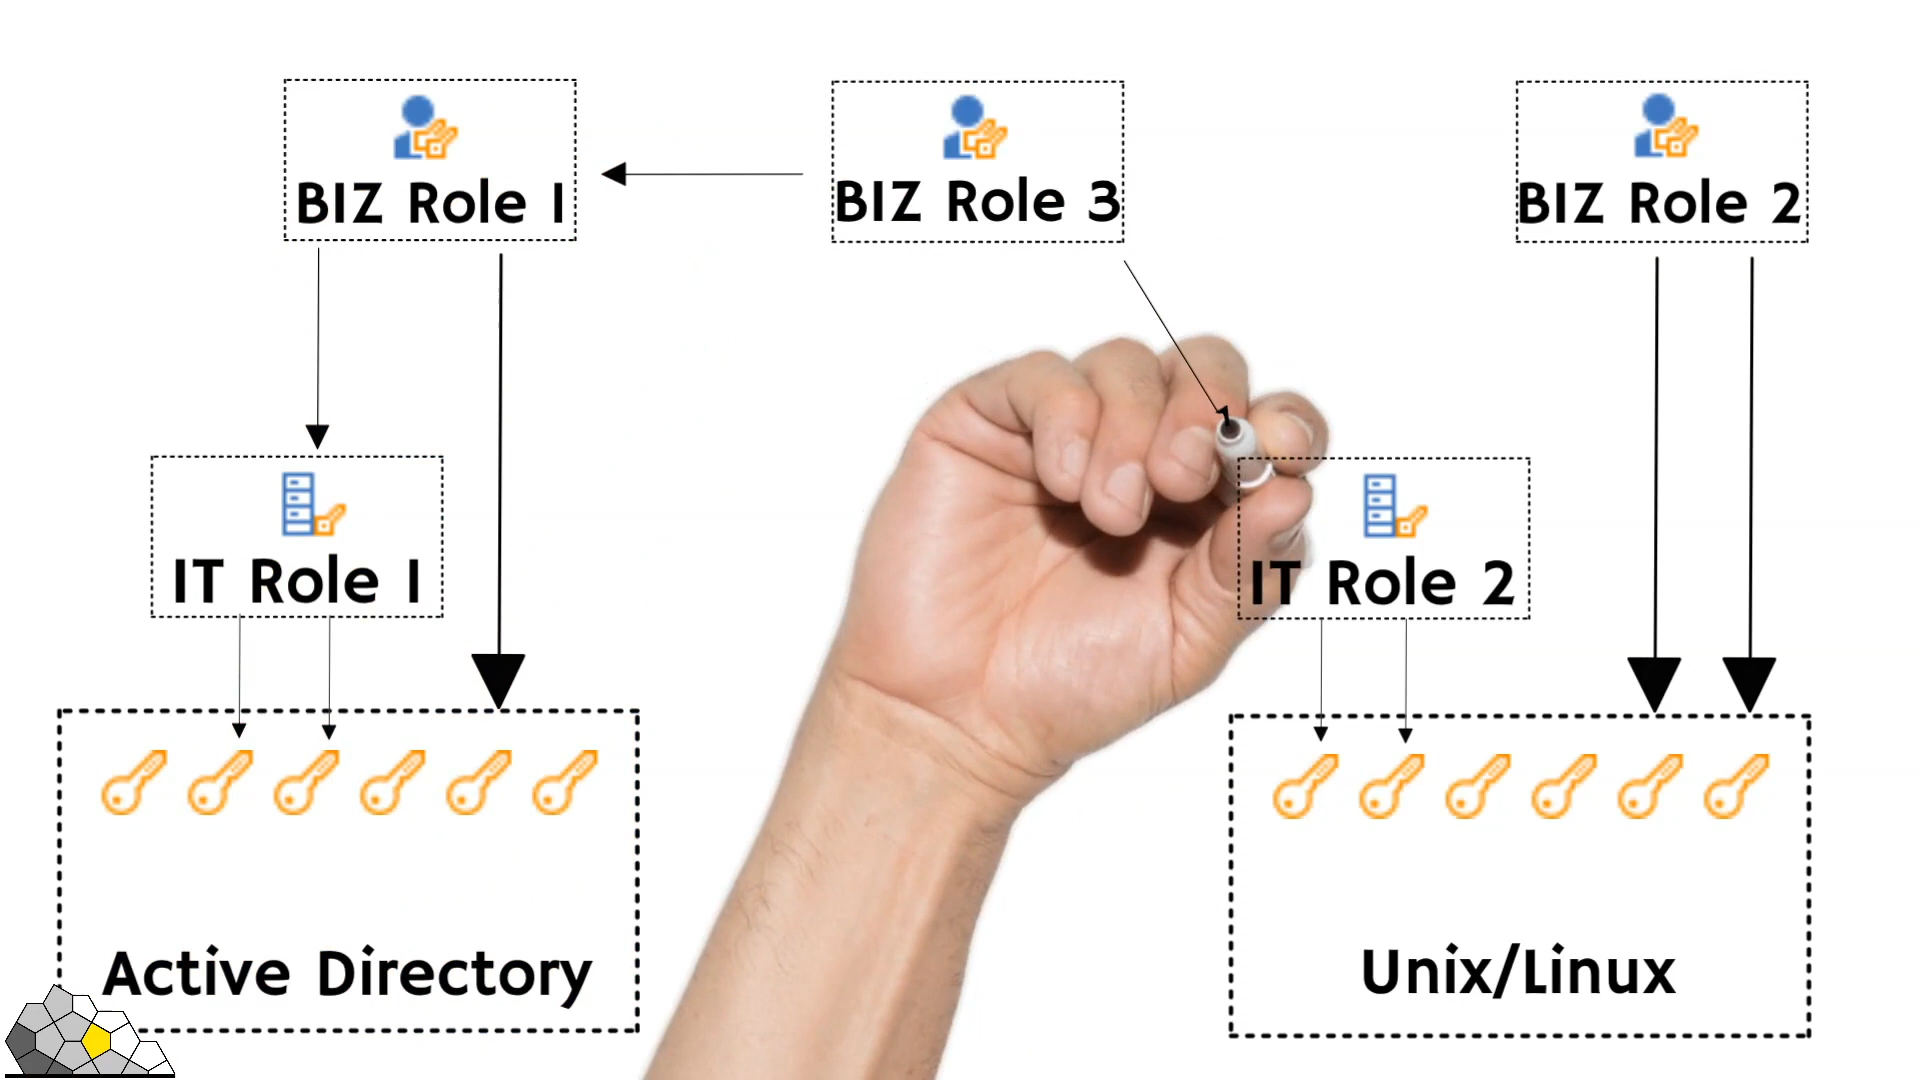 BIZ Role 1
BIZ Role 3
BIZ Role 2
IT Role 1
IT Role 2
Active Directory
Unix/Linux